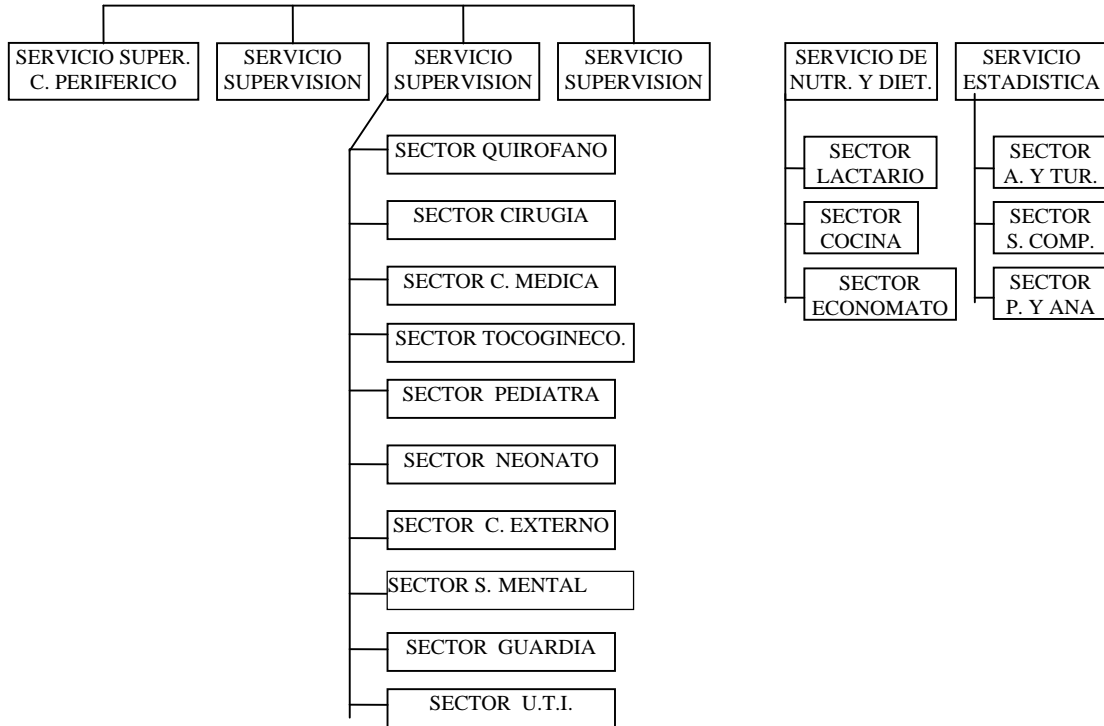 SERVICIO SUPER.
C. PERIFERICO
SERVICIO
SUPERVISION
SERVICIO
SUPERVISION
SERVICIO
SUPERVISION
SERVICIO DE
NUTR. Y DIET.
SERVICIO
ESTADISTICA
SECTOR QUIROFANO
SECTOR CIRUGIA
SECTOR C. MEDICA
SECTOR TOCOGINECO.
SECTOR PEDIATRA
SECTOR NEONATO
SECTOR C. EXTERNO
SECTOR S. MENTAL
SECTOR GUARDIA
SECTOR U.T.I.
SECTOR
LACTARIO
SECTOR
COCINA
SECTOR
ECONOMATO
SECTOR
A. Y TUR.
SECTOR
S. COMP.
SECTOR
P. Y ANA